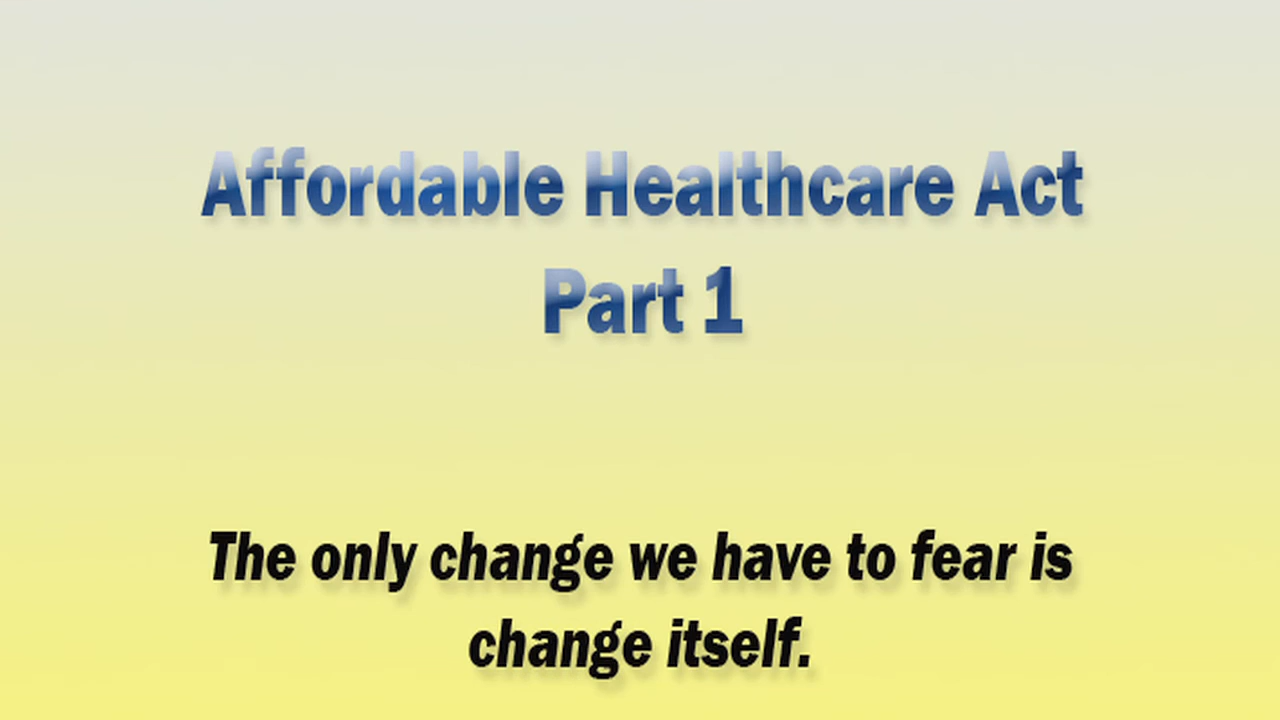 Affordable Healthcare Act
Part 1
The only change we have to fear is
change itself.